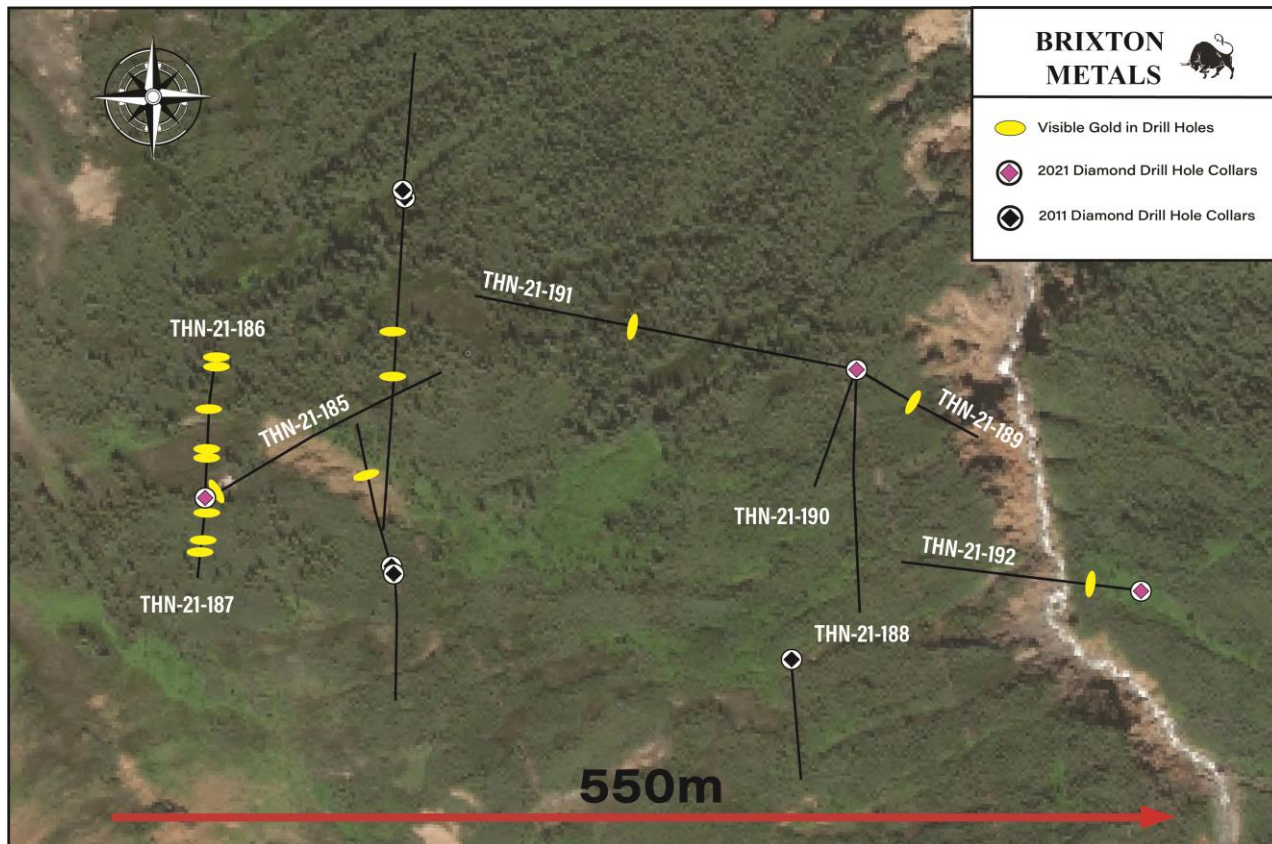 BRIXTON
METALS
Visible Gold in Drill Holes
2021 Diamond Drill Hole Collars
2011 Diamond Drill Hole Collars
THN-21-191
THN-21-186
THN-21-185
THN-21-189
THN-21-190
THN-21-192
THN-21-187
THN-21-188
550m